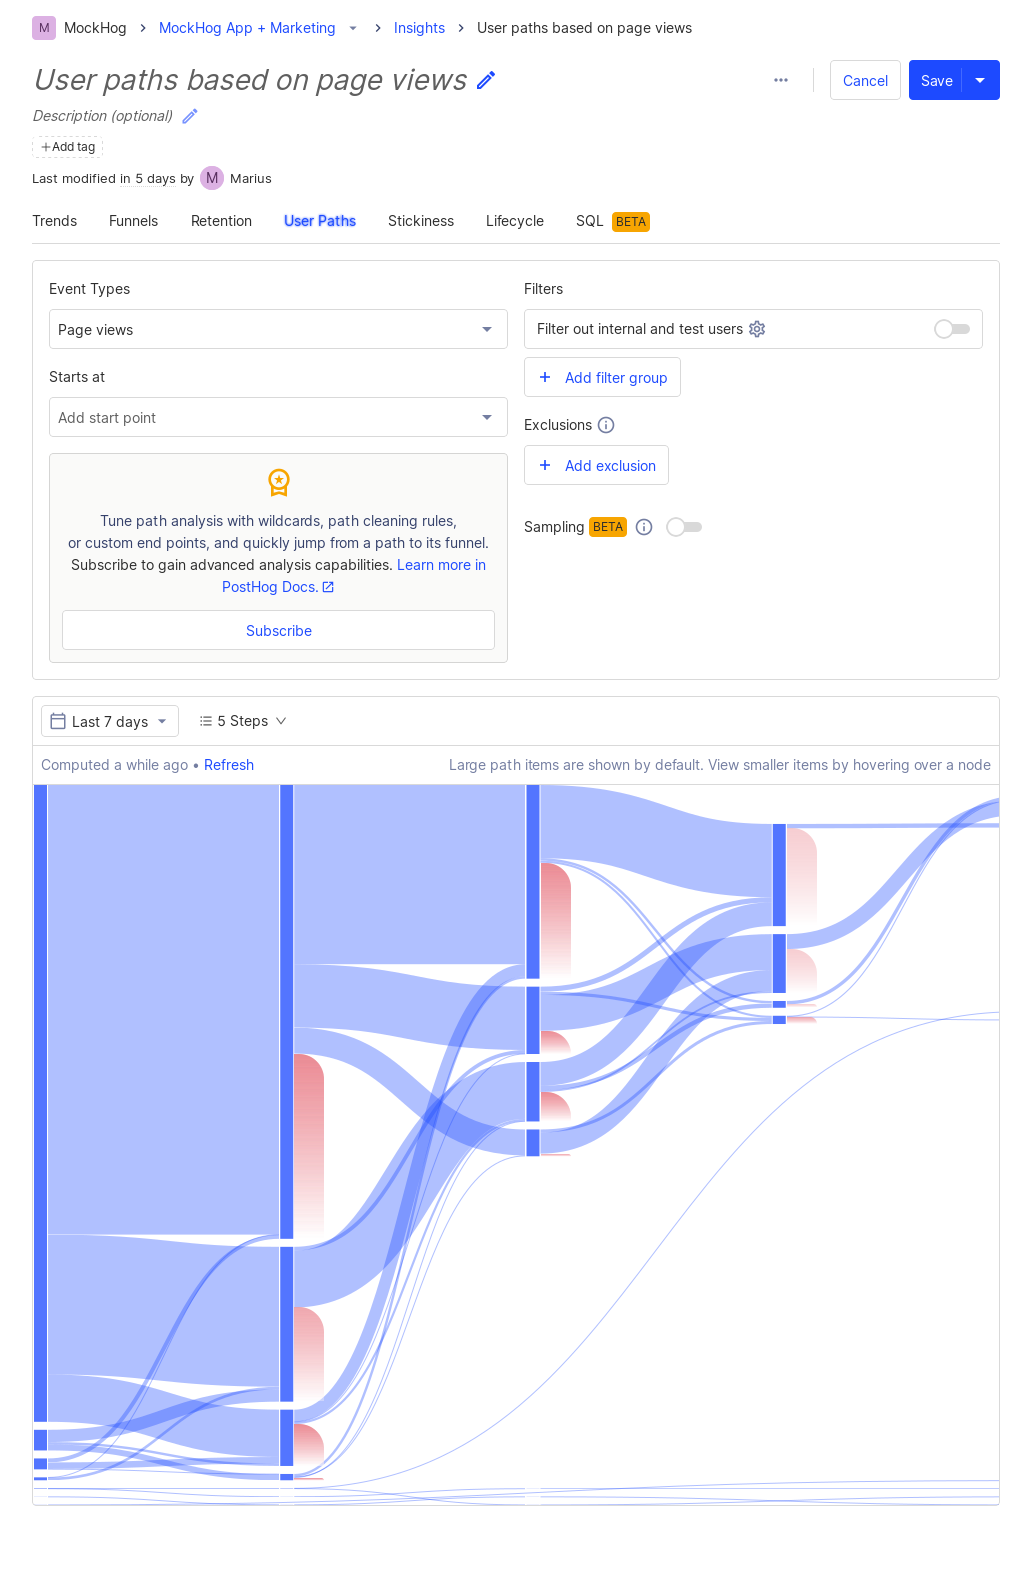 M MockHog MockHog App + Marketing Insights User paths based on page views
User paths based on page views
Cancel Save
Description (optional)
Add tag
Last modified in 5 days by M Marius
Trends Funnels Retention User Paths Stickiness Lifecycle SQL BETA
Event Types
Page views
Starts at
Add start point
Tune path analysis with wildcards, path cleaning rules,
or custom end points, and quickly jump from a path to its funnel.
Subscribe to gain advanced analysis capabilities. Learn more in
PostHog Docs.
Subscribe
Filters
Filter out internal and test users
Add filter group
Exclusions
Add exclusion
Sampling BETA
Last 7 days 5 Steps
Computed a while ago • Refresh Large path items are shown by default. View smaller items by hovering over a node